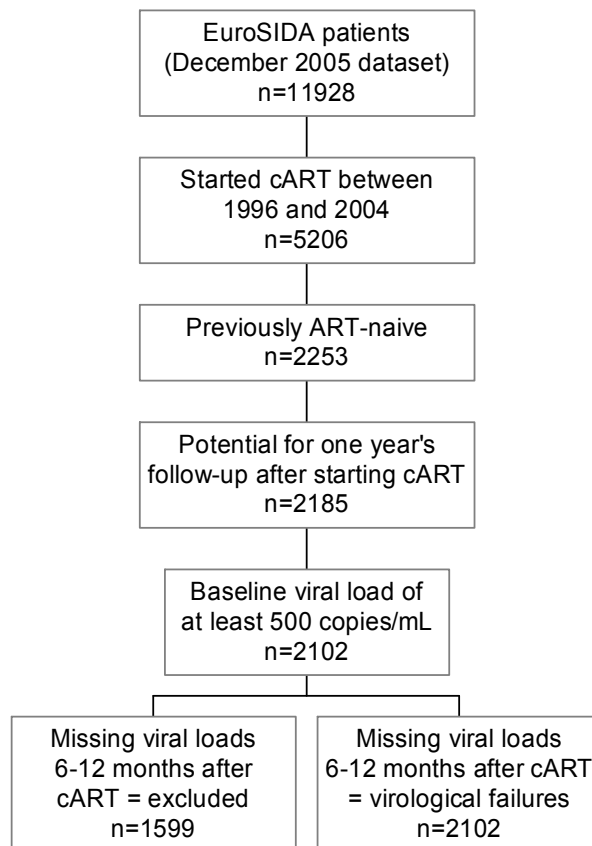 EuroSIDA patients
(December 2005 dataset)
n=11928
Started cART between
1996 and 2004
n=5206
Previously ART-naive
n=2253
Potential for one year's
follow-up after starting cART
n=2185
Baseline viral load of
at least 500 copies/mL
n=2102
Missing viral loads
6-12 months after
cART = excluded
n=1599
Missing viral loads
6-12 months after cART
= virological failures
n=2102